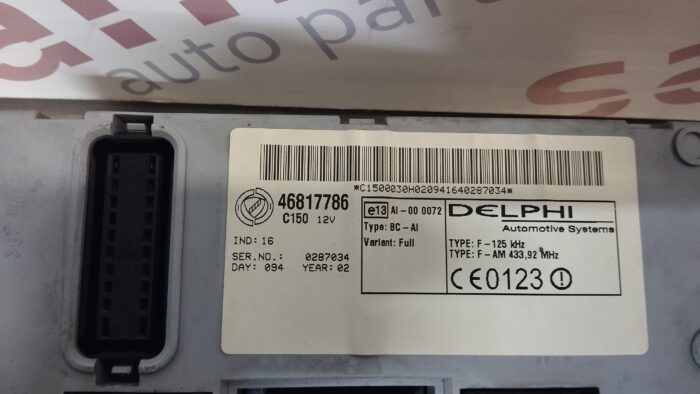 auto parts
*C1500030H020941640287034*
46817786
C150 12V
IND: 16
SER.NO.: 0287034
DAY: 094 YEAR: 02
e13 AI-00 0072
Type: BC-AI
Variant: Full
DELPHI
Automotive Systems
TYPE: F-125 kHz
TYPE: F-AM 433,92 MHz
CE0123